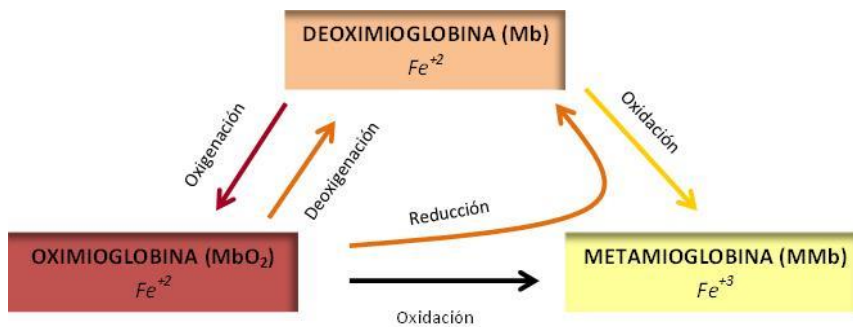 DEOXIMIOGLOBINA (Mb)
Fe+2
Oxigenación
Deoxigenación
Oxidación
Reducción
OXIMIOGLOBINA (MbO₂)
Fe+2
METAMIOGLOBINA (MMb)
Fe+3
Oxidación